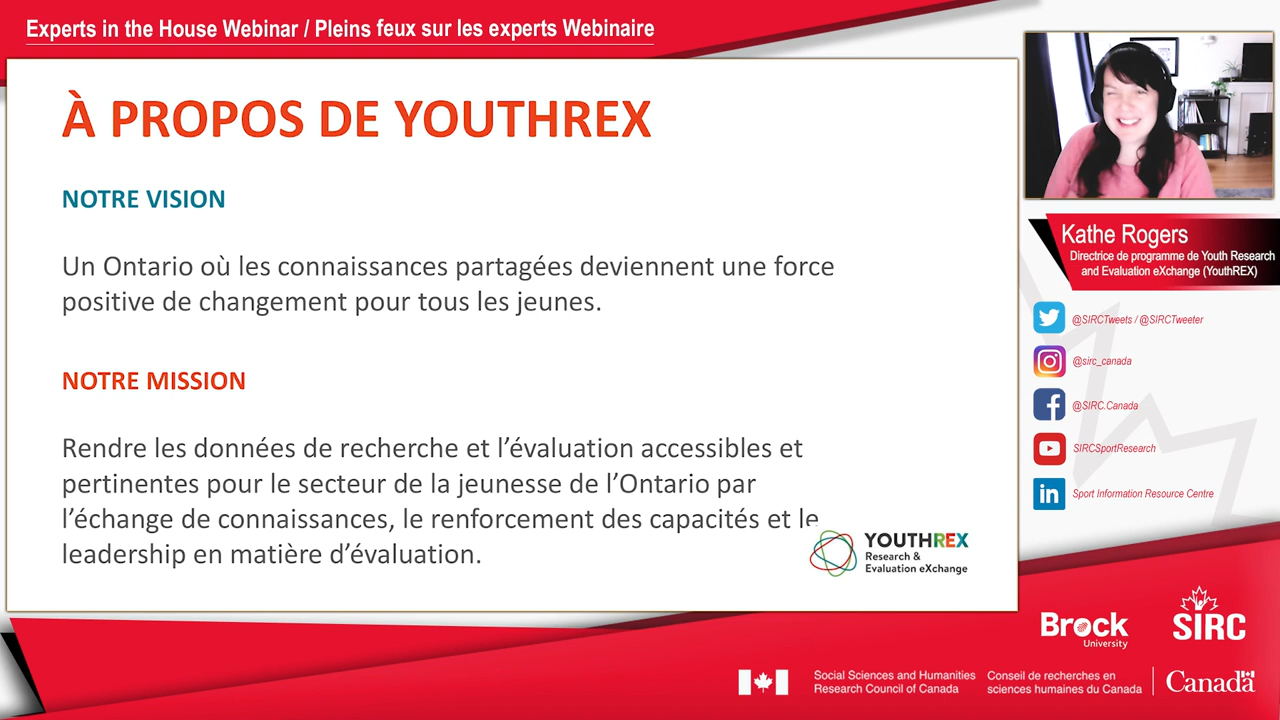 Experts in the House Webinar / Pleins feux sur les experts Webinaire
À PROPOS DE YOUTHREX
NOTRE VISION
Un Ontario où les connaissances partagées deviennent une force
positive de changement pour tous les jeunes.
NOTRE MISSION
Rendre les données de recherche et l’évaluation accessibles et
pertinentes pour le secteur de la jeunesse de l’Ontario par
l’échange de connaissances, le renforcement des capacités et le
leadership en matière d’évaluation.
YOUTHREX
Research &
Evaluation eXchange
Kathe Rogers
Directrice de programme de Youth Research
and Evaluation eXchange (YouthREX)
@SIRCTweets / @SIRCTweeter
@sirc_canada
@SIRC.Canada
SIRCSportResearch
in Sport Information Resource Centre
Brock
University
SIRC
Social Sciences and Humanities
Research Council of Canada
Conseil de recherches en
sciences humaines du Canada
Canada